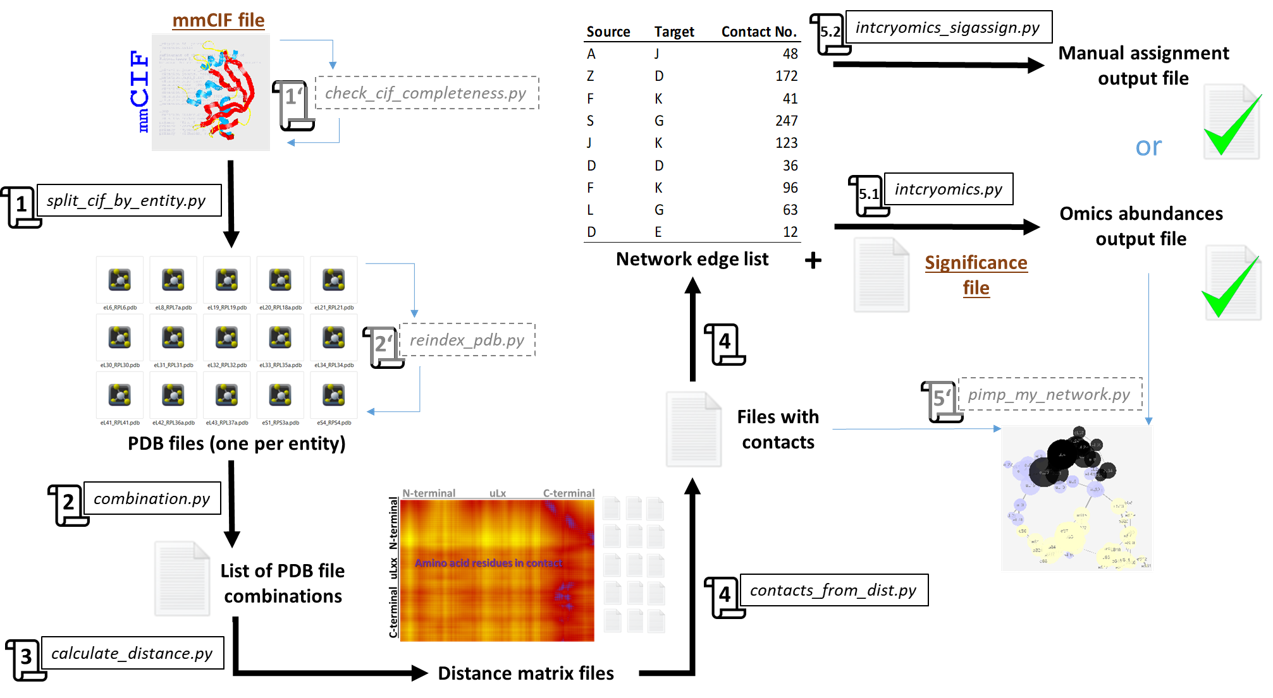 mmCIF file
mmCIF
1'
check_cif_completeness.py
1
split_cif_by_entity.py
eL6_RPL6.pdb
eL8_RPL7a.pdb
eL19_RPL19.pdb
eL20_RPL18a.pdb
eL21_RPL21.pdb
eL30_RPL30.pdb
eL31_RPL31.pdb
eL32_RPL32.pdb
eL33_RPL35a.pdb
eL34_RPL34.pdb
eL41_RPL41.pdb
eL42_RPL36a.pdb
eL43_RPL37a.pdb
eS1_RPS3a.pdb
eS4_RPS4.pdb
2'
reindex_pdb.py
PDB files (one per entity)
2
combination.py
List of PDB file
combinations
3
calculate_distance.py
N-terminal uLx C-terminal
C-terminal uLxx N-terminal
Amino acid residues in contact
Distance matrix files
4
contacts_from_dist.py
Files with
contacts
4
Source Target Contact No.
A J 48
Z D 172
F K 41
S G 247
J K 123
D D 36
F K 96
L G 63
D E 12
Network edge list
+
Significance
file
5.2
intcryomics_sigassign.py
Manual assignment
output file
or
5.1
intcryomics.py
Omics abundances
output file
5'
pimp_my_network.py